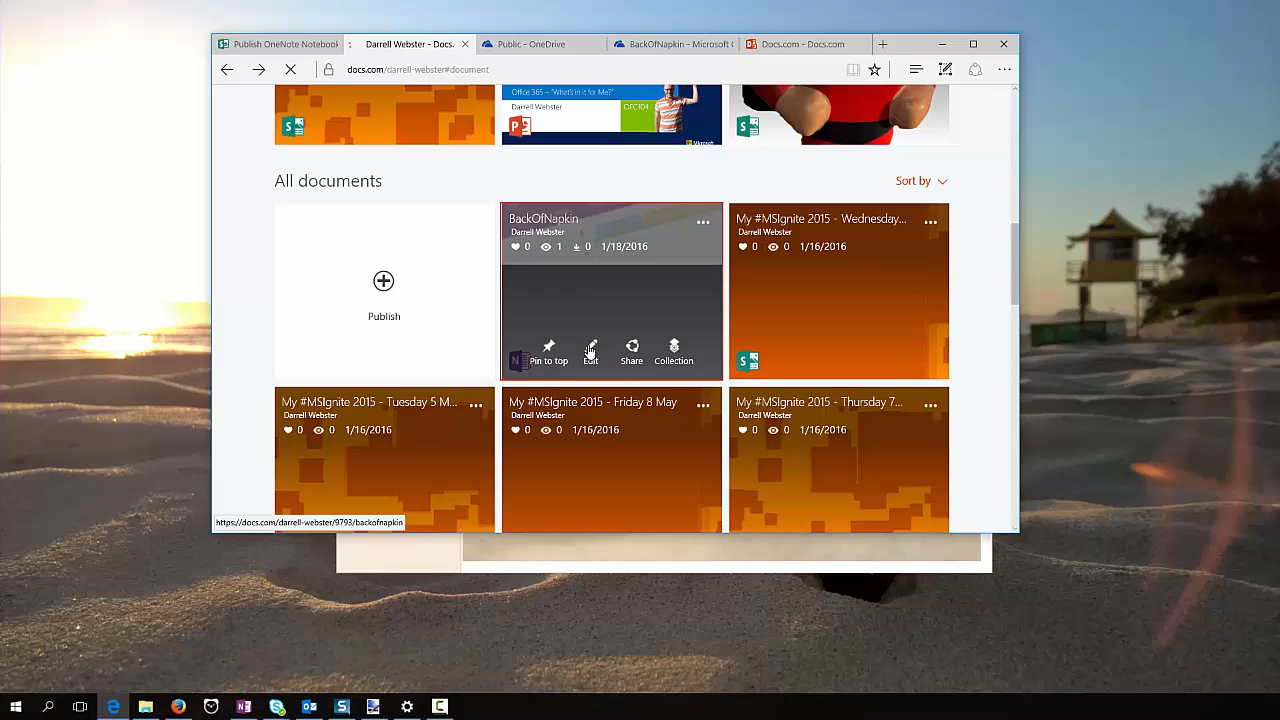 Publish OneNote Notebook
Darrell Webster - Docs.
Public - OneDrive
BackOfNapkin - Microsoft
Docs.com - Docs.com
docs.com/darrell-webster#document
Office 365 – "What's in it for Me?"
Darrell Webster
OFC104
Microsoft
All documents
Sort by
Publish
BackOfNapkin
Darrell Webster
0 1 0 1/18/2016
Pin to top
Edit
Share
Collection
My #MSIgnite 2015 - Wednesday...
Darrell Webster
0 0 1/16/2016
My #MSIgnite 2015 - Tuesday 5 M...
Darrell Webster
0 0 1/16/2016
My #MSIgnite 2015 - Friday 8 May
Darrell Webster
0 0 1/16/2016
My #MSIgnite 2015 - Thursday 7...
Darrell Webster
0 0 1/16/2016
https://docs.com/darrell-webster/9793/backofnapkin